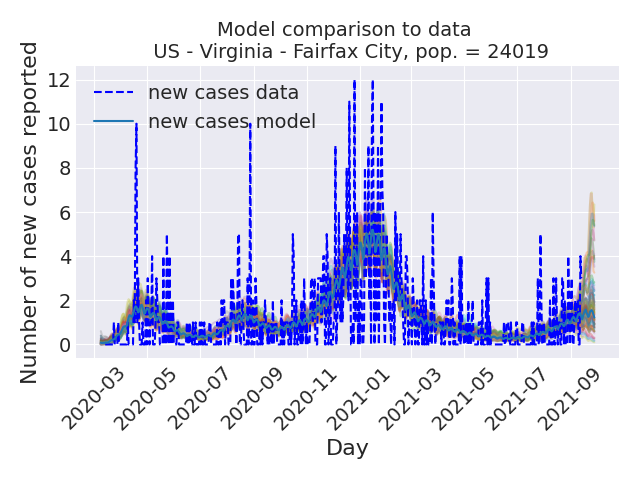 Model comparison to data
US - Virginia - Fairfax City, pop. = 24019
Number of new cases reported
12
10
8
6
4
2
0
new cases data
new cases model
2020-03
2020-05
2020-07
2020-09
2020-11
2021-01
2021-03
2021-05
2021-07
2021-09
Day